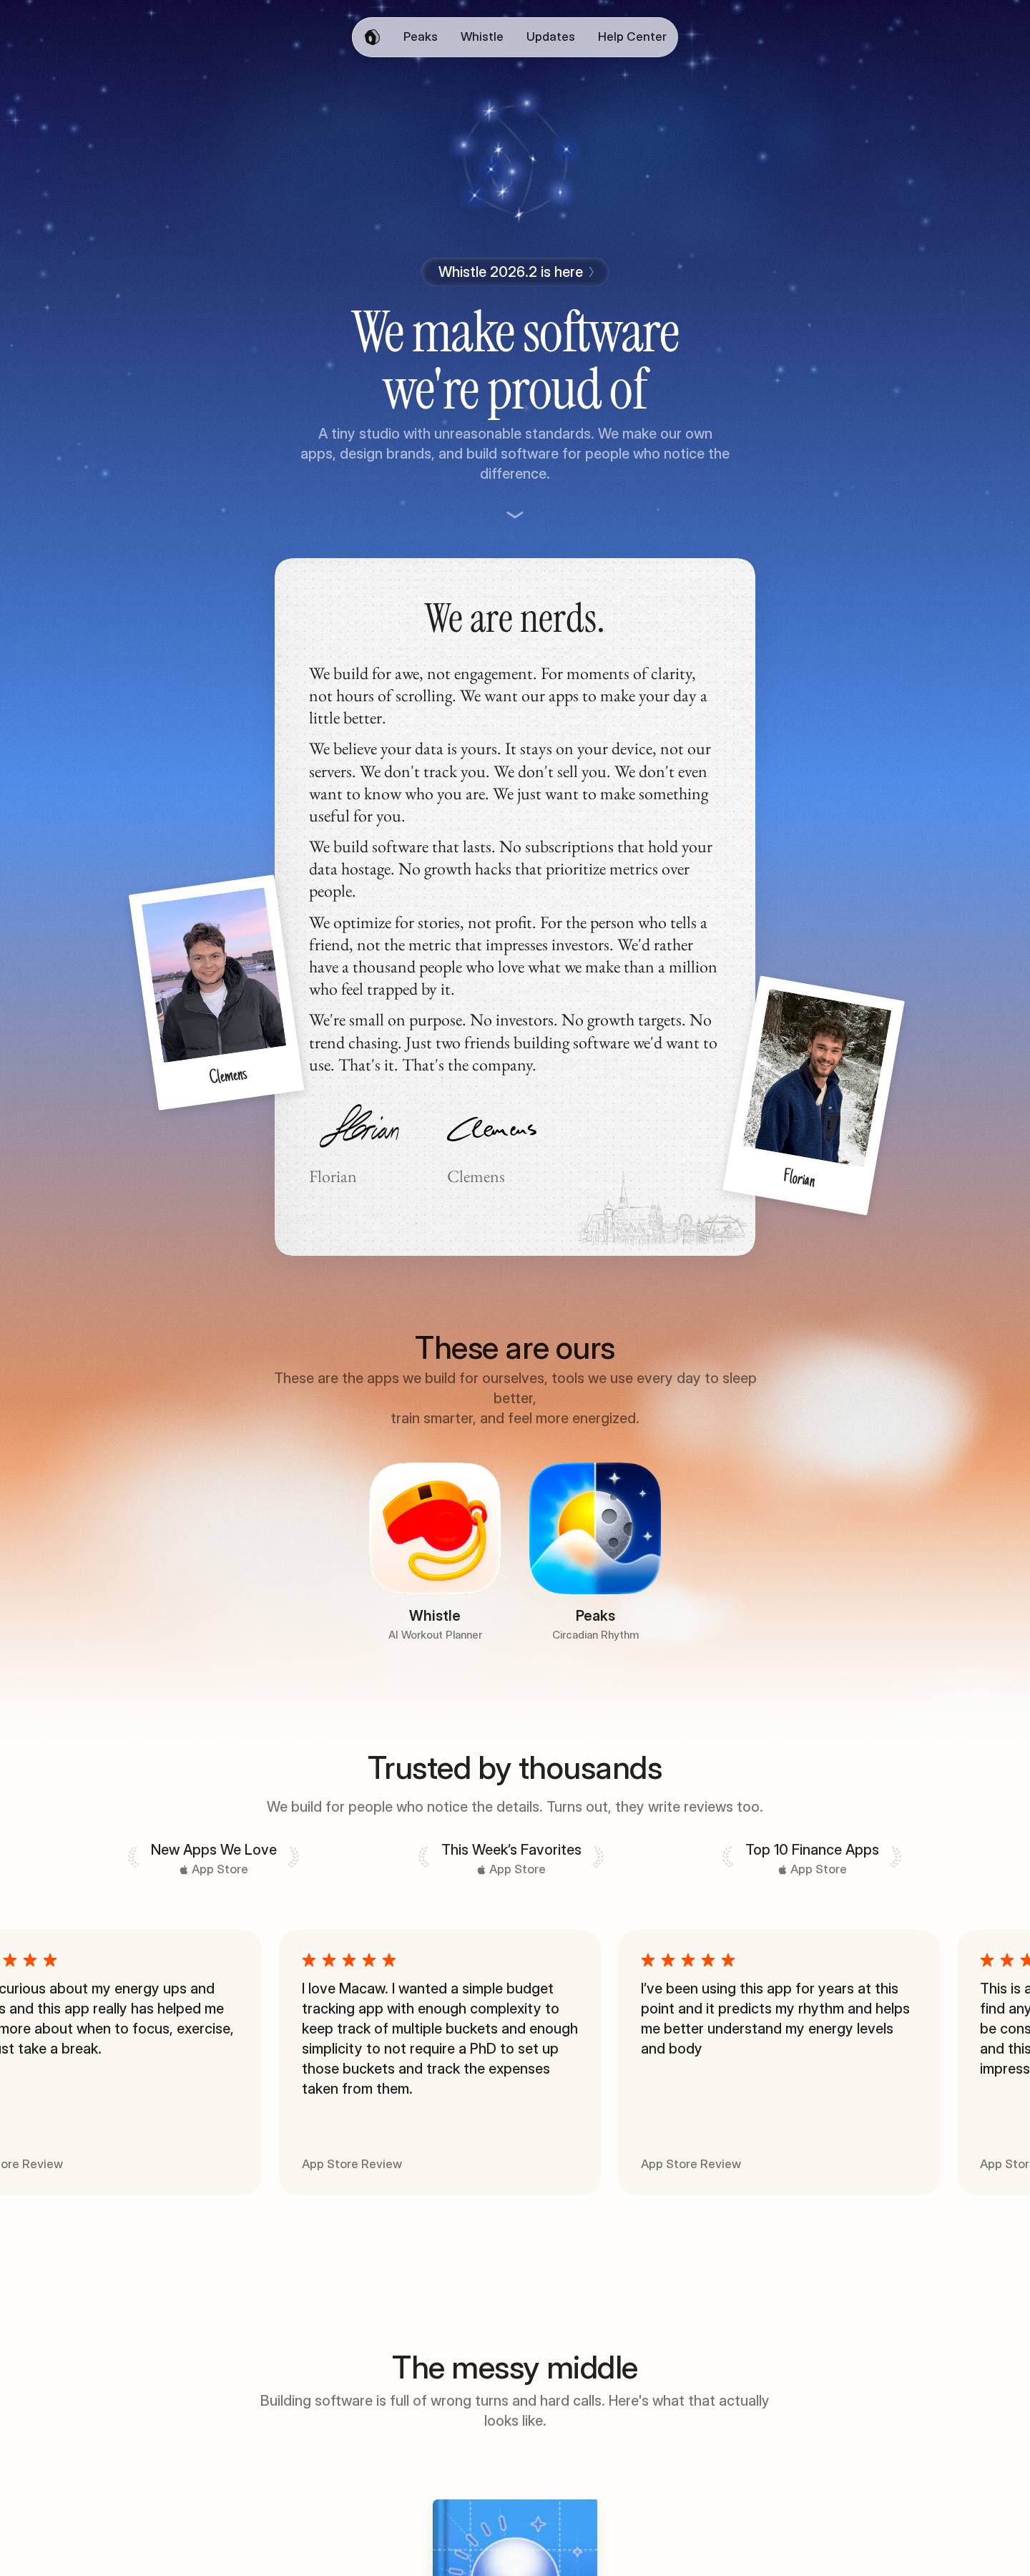 Peaks Whistle Updates Help Center
Whistle 2026.2 is here
We make software
we're proud of
A tiny studio with unreasonable standards. We make our own
apps, design brands, and build software for people who notice the
difference.
We are nerds.
We build for awe, not engagement. For moments of clarity,
not hours of scrolling. We want our apps to make your day a
little better.
We believe your data is yours. It stays on your device, not our
servers. We don't track you. We don't sell you. We don't even
want to know who you are. We just want to make something
useful for you.
We build software that lasts. No subscriptions that hold your
data hostage. No growth hacks that prioritize metrics over
people.
We optimize for stories, not profit. For the person who tells a
friend, not the metric that impresses investors. We'd rather
have a thousand people who love what we make than a million
who feel trapped by it.
We're small on purpose. No investors. No growth targets. No
trend chasing. Just two friends building software we'd want to
use. That's it. That's the company.
Clemens
Florian
Florian Clemens
Florian Clemens
These are ours
These are the apps we build for ourselves, tools we use every day to sleep
better,
train smarter, and feel more energized.
Whistle
AI Workout Planner
Peaks
Circadian Rhythm
Trusted by thousands
We build for people who notice the details. Turns out, they write reviews too.
New Apps We Love
App Store
This Week's Favorites
App Store
Top 10 Finance Apps
App Store
curious about my energy ups and
s and this app really has helped me
more about when to focus, exercise,
st take a break.
ore Review
I love Macaw. I wanted a simple budget
tracking app with enough complexity to
keep track of multiple buckets and enough
simplicity to not require a PhD to set up
those buckets and track the expenses
taken from them.
App Store Review
I've been using this app for years at this
point and it predicts my rhythm and helps
me better understand my energy levels
and body
App Store Review
This is a
find any
be cons
and this
impress
App Stor
The messy middle
Building software is full of wrong turns and hard calls. Here's what that actually
looks like.